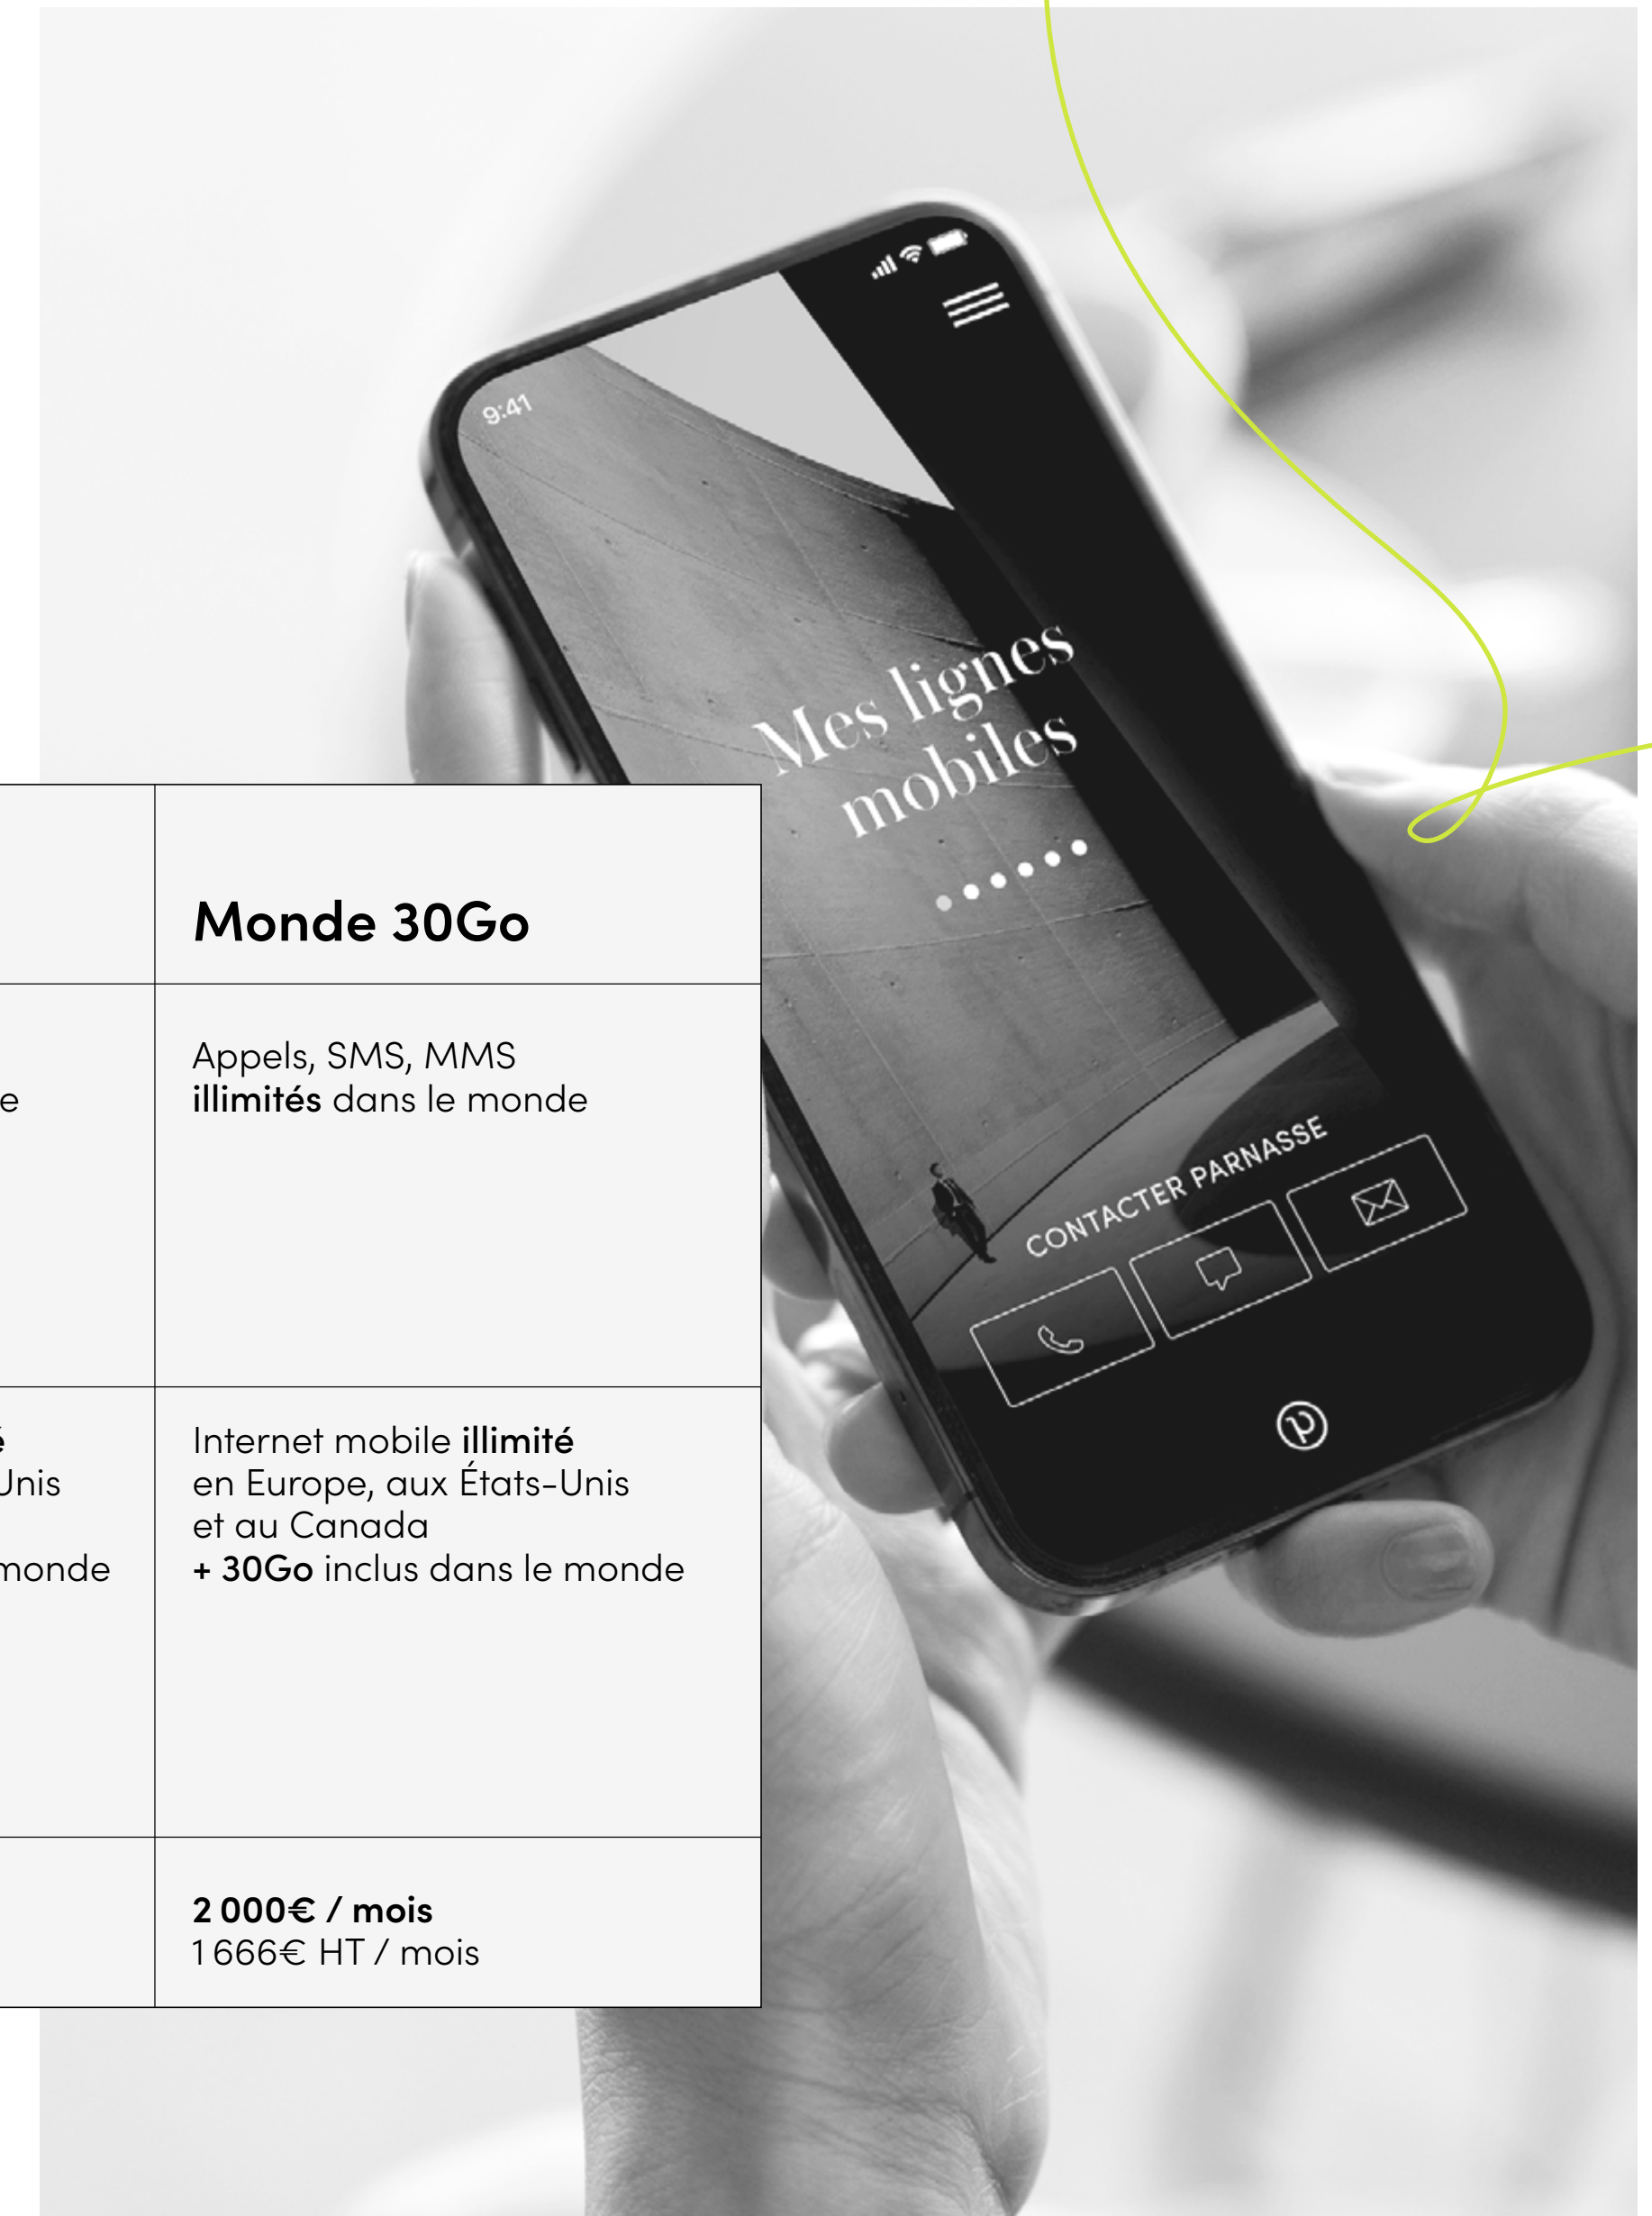 9:41
Mes lignes
mobiles
CONTACTER PARNASSE
Monde 30Go
e
Appels, SMS, MMS
illimités dans le monde
é
Unis
monde
Internet mobile illimité
en Europe, aux États-Unis
et au Canada
+ 30Go inclus dans le monde
2 000€ / mois
1 666€ HT / mois